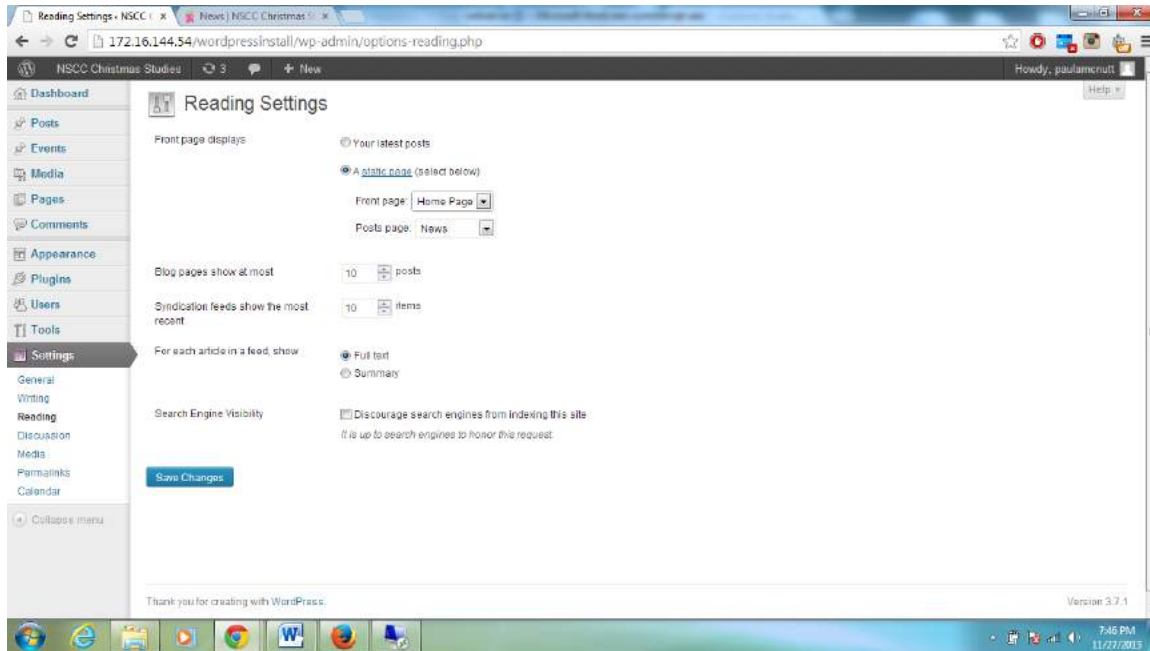 Reading Settings ‹ NSCC C x
News | NSCC Christmas S x
172.16.144.54/wordpressinstall/wp-admin/options-reading.php
NSCC Christmas Studies 3 + New
Howdy, paulamcnutt
Help
Dashboard
Posts
Events
Media
Pages
Comments
Appearance
Plugins
Users
Tools
Settings
General
Writing
Reading
Discussion
Media
Permalinks
Calendar
Collapse menu
Reading Settings
Front page displays
Your latest posts
A static page (select below)
Front page: Home Page
Posts page: News
Blog pages show at most 10 posts
Syndication feeds show the most recent 10 items
For each article in a feed, show
Full text
Summary
Search Engine Visibility
Discourage search engines from indexing this site
It is up to search engines to honor this request.
Save Changes
Thank you for creating with WordPress.
Version 3.7.1
7:46 PM
11/27/2013